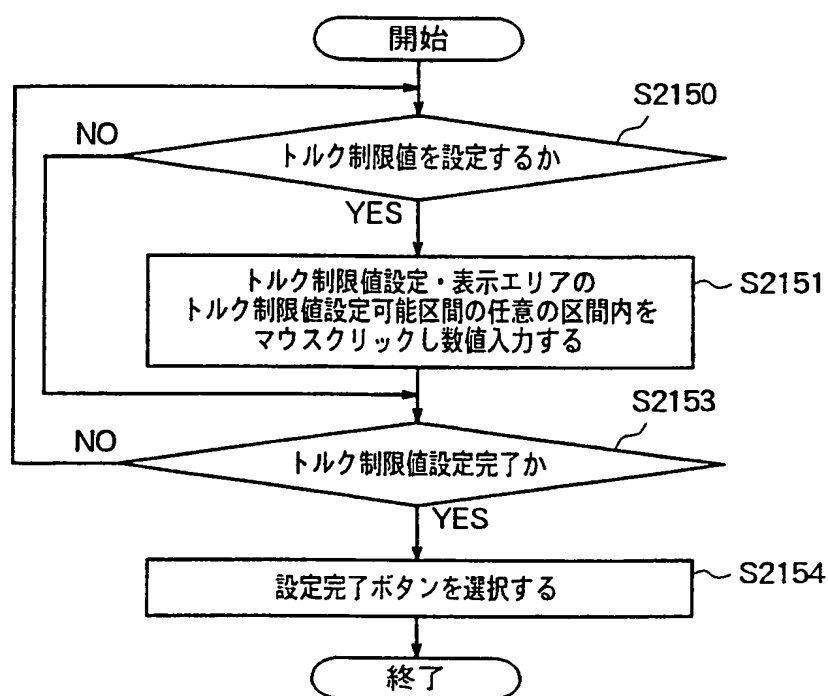 開始
S2150
NO
トルク制限値を設定するか
YES
トルク制限値設定・表示エリアの
トルク制限値設定可能区間の任意の区間内を
マウスクリックし数値入力する
S2151
S2153
NO
トルク制限値設定完了か
YES
設定完了ボタンを選択する
S2154
終了